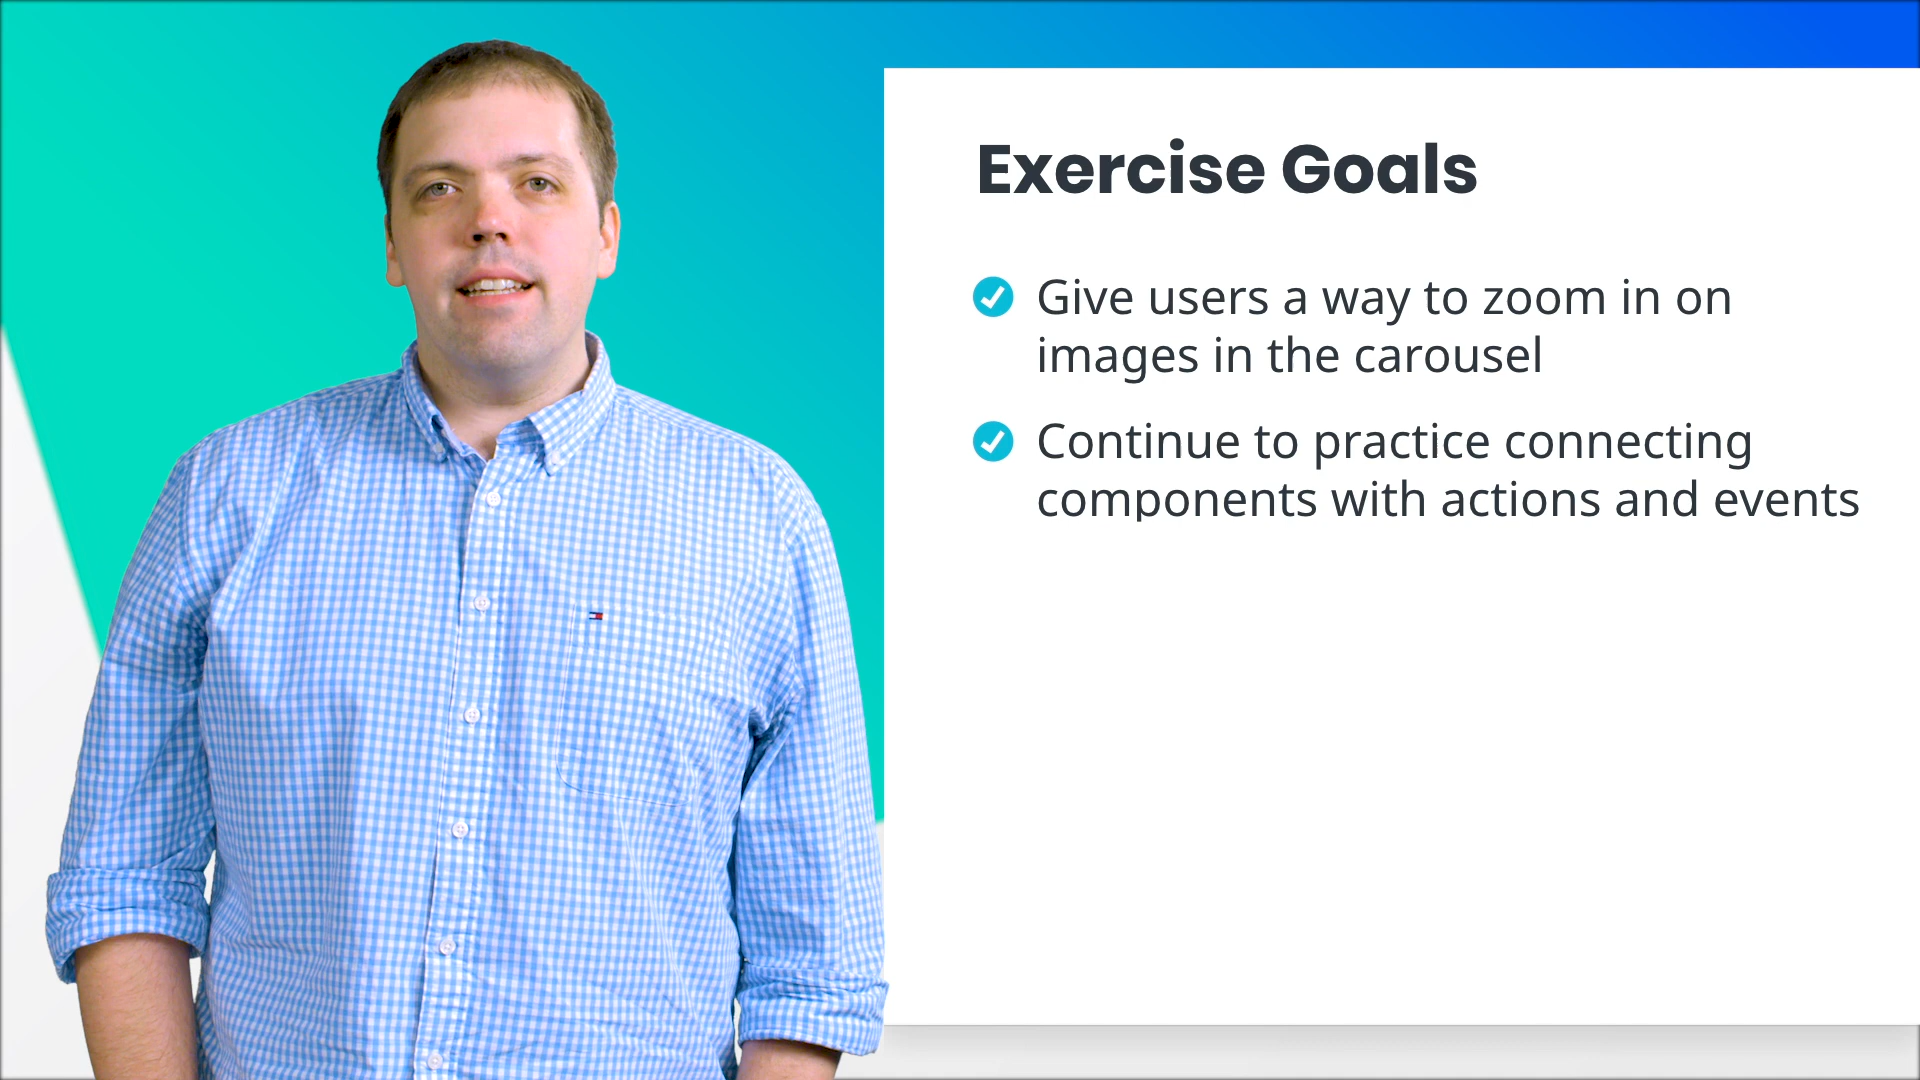 Exercise Goals
Give users a way to zoom in on
images in the carousel
Continue to practice connecting
components with actions and events